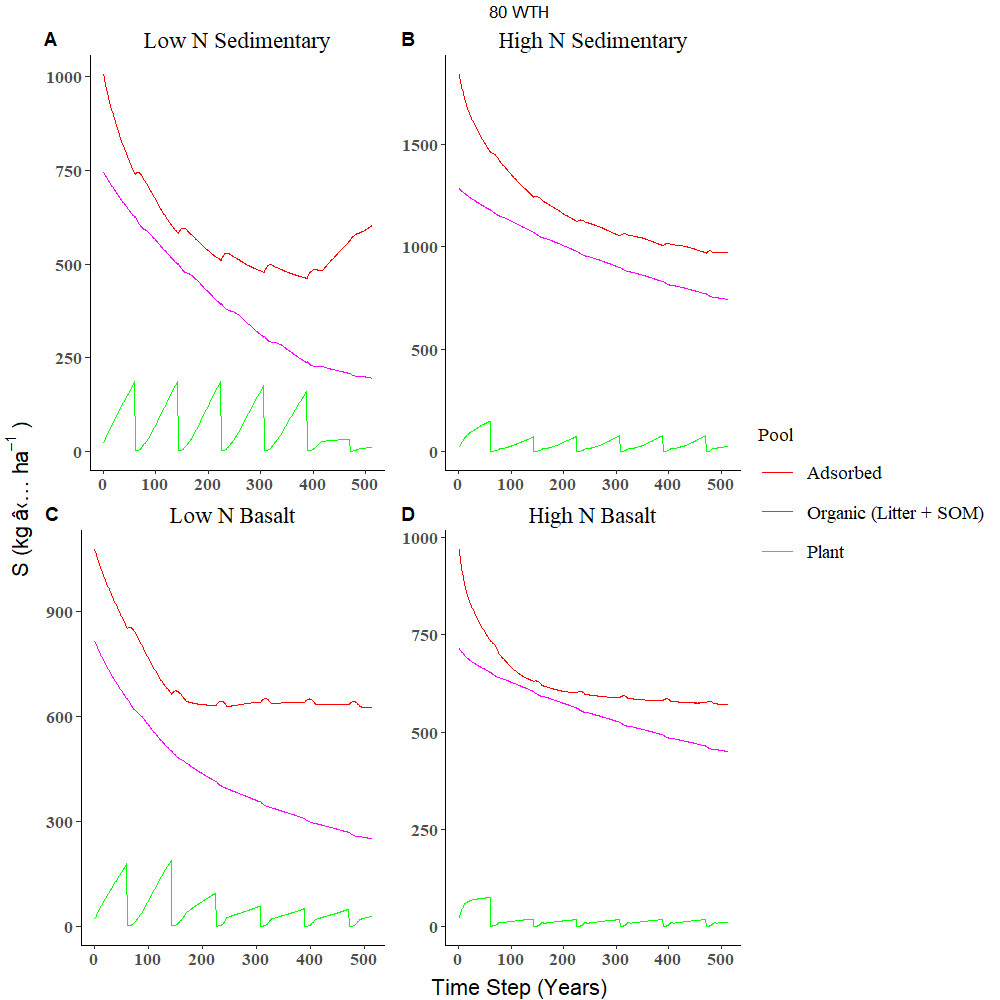 80 WTH
A Low N Sedimentary
B High N Sedimentary
1000
750
500
250
0
1500
1000
500
0
0 100 200 300 400 500
0 100 200 300 400 500
C Low N Basalt
D High N Basalt
900
600
300
0
1000
750
500
250
0
0 100 200 300 400 500
0 100 200 300 400 500
S (kg â‹… ha⁻¹ )
Time Step (Years)
Pool
Adsorbed
Organic (Litter + SOM)
Plant